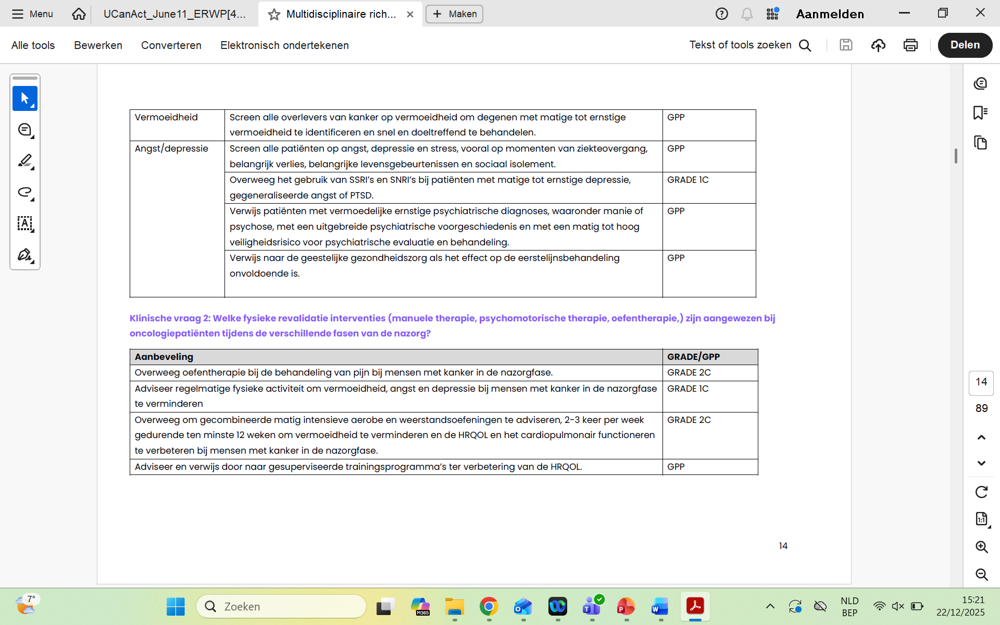 Menu
UCanAct_June11_ERWP[4...
Multidisciplinaire rich...
Maken
Aanmelden
Alle tools
Bewerken
Converteren
Elektronisch ondertekenen
Tekst of tools zoeken
Delen
Vermoeidheid
Screen alle overlevers van kanker op vermoeidheid om degenen met matige tot ernstige
vermoeidheid te identificeren en snel en doeltreffend te behandelen.
GPP
Angst/depressie
Screen alle patiënten op angst, depressie en stress, vooral op momenten van ziekteovergang,
belangrijk verlies, belangrijke levensgebeurtenissen en sociaal isolement.
GPP
Overweeg het gebruik van SSRI’s en SNRI’s bij patiënten met matige tot ernstige depressie,
gegeneraliseerde angst of PTSD.
GRADE 1C
Verwijs patiënten met vermoedelijke ernstige psychiatrische diagnoses, waaronder manie of
psychose, met een uitgebreide psychiatrische voorgeschiedenis en met een matig tot hoog
veiligheidsrisico voor psychiatrische evaluatie en behandeling.
GPP
Verwijs naar de geestelijke gezondheidszorg als het effect op de eerstelijnsbehandeling
onvoldoende is.
GPP
Klinische vraag 2: Welke fysieke revalidatie interventies (manuele therapie, psychomotorische therapie, oefentherapie,) zijn aangewezen bij
oncologiepatiënten tijdens de verschillende fasen van de nazorg?
Aanbeveling
GRADE/GPP
Overweeg oefentherapie bij de behandeling van pijn bij mensen met kanker in de nazorgfase.
GRADE 2C
Adviseer regelmatige fysieke activiteit om vermoeidheid, angst en depressie bij mensen met kanker in de nazorgfase
te verminderen
GRADE 1C
Overweeg om gecombineerde matig intensieve aerobe en weerstandsoefeningen te adviseren, 2-3 keer per week
gedurende ten minste 12 weken om vermoeidheid te verminderen en de HRQOL en het cardiopulmonair functioneren
te verbeteren bij mensen met kanker in de nazorgfase.
GRADE 2C
Adviseer en verwijs door naar gesuperviseerde trainingsprogramma’s ter verbetering van de HRQOL.
GPP
14
14
89
1:1
7°
Zoeken
M365
NLD
BEP
15:21
22/12/2025